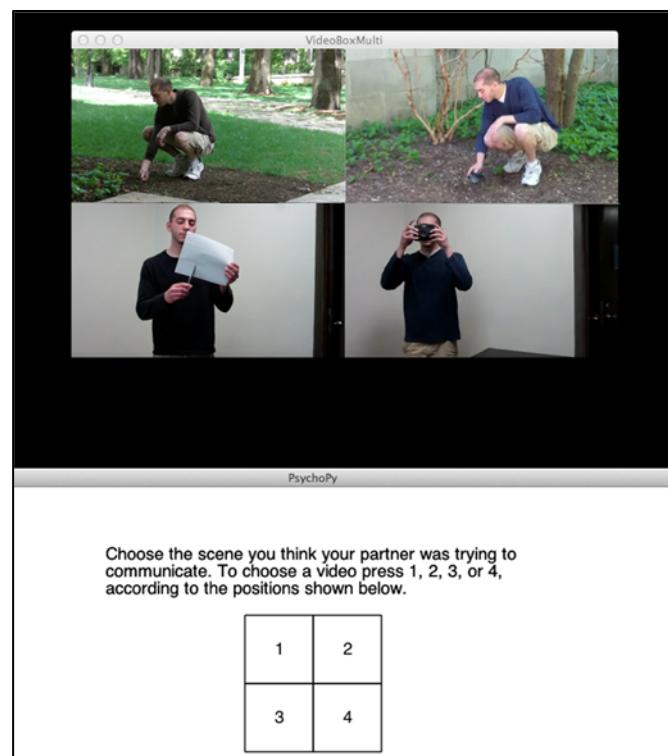 VideoBoxMulti
PsychoPy
Choose the scene you think your partner was trying to
communicate. To choose a video press 1, 2, 3, or 4,
according to the positions shown below.
1 2
3 4